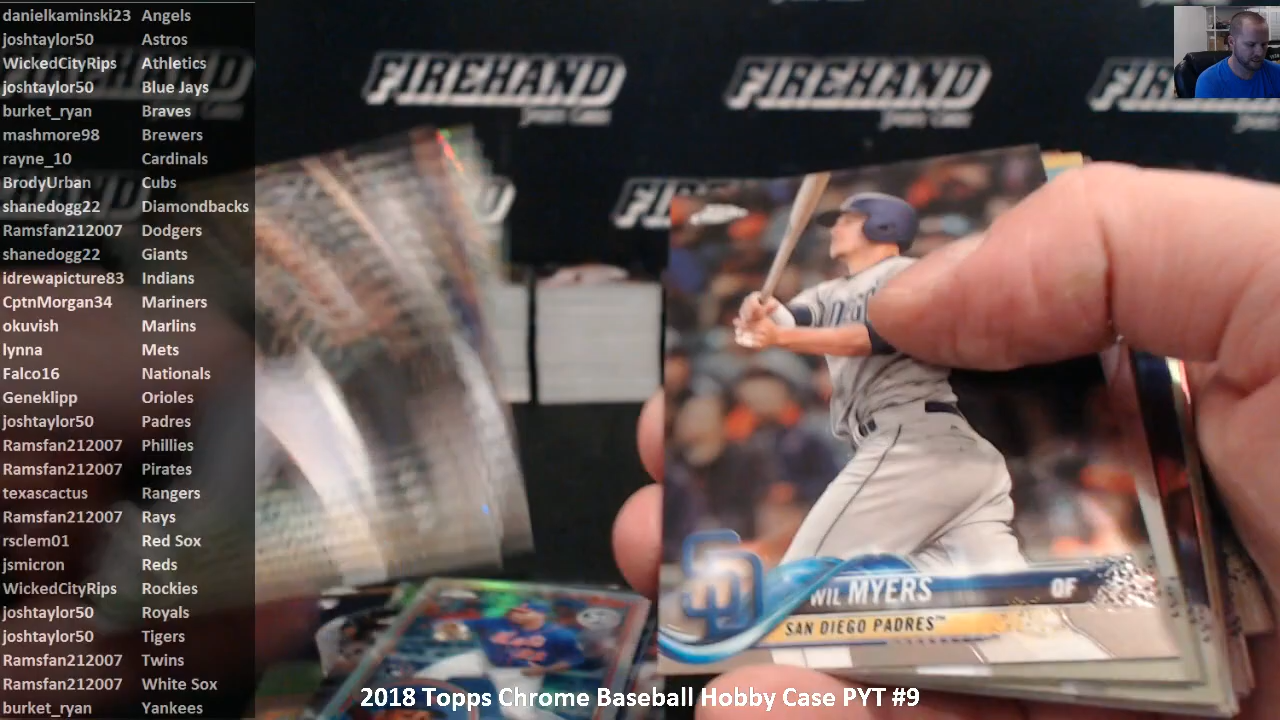 danielkaminski23 Angels
joshtaylor50 Astros
WickedCityRips Athletics
joshtaylor50 Blue Jays
burket_ryan Braves
mashmore98 Brewers
rayne_10 Cardinals
BrodyUrban Cubs
shanedogg22 Diamondbacks
Ramsfan212007 Dodgers
shanedogg22 Giants
idrewapicture83 Indians
CptnMorgan34 Mariners
okuvish Marlins
lynna Mets
Falco16 Nationals
Geneklipp Orioles
joshtaylor50 Padres
Ramsfan212007 Phillies
Ramsfan212007 Pirates
texascactus Rangers
Ramsfan212007 Rays
rsclem01 Red Sox
jsmicron Reds
WickedCityRips Rockies
joshtaylor50 Royals
joshtaylor50 Tigers
Ramsfan212007 Twins
Ramsfan212007 White Sox
burket_ryan Yankees
FIREHAND
FIREHAND
SD
WIL MYERS OF
SAN DIEGO PADRES™
Mets
2018 Topps Chrome Baseball Hobby Case PYT #9